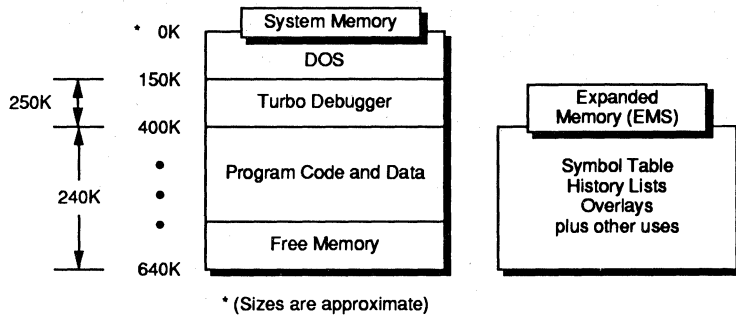 System Memory
* 0K
DOS
150K
250K
Turbo Debugger
400K
Program Code and Data
240K
Free Memory
640K
* (Sizes are approximate)
Expanded
Memory (EMS)
Symbol Table
History Lists
Overlays
plus other uses